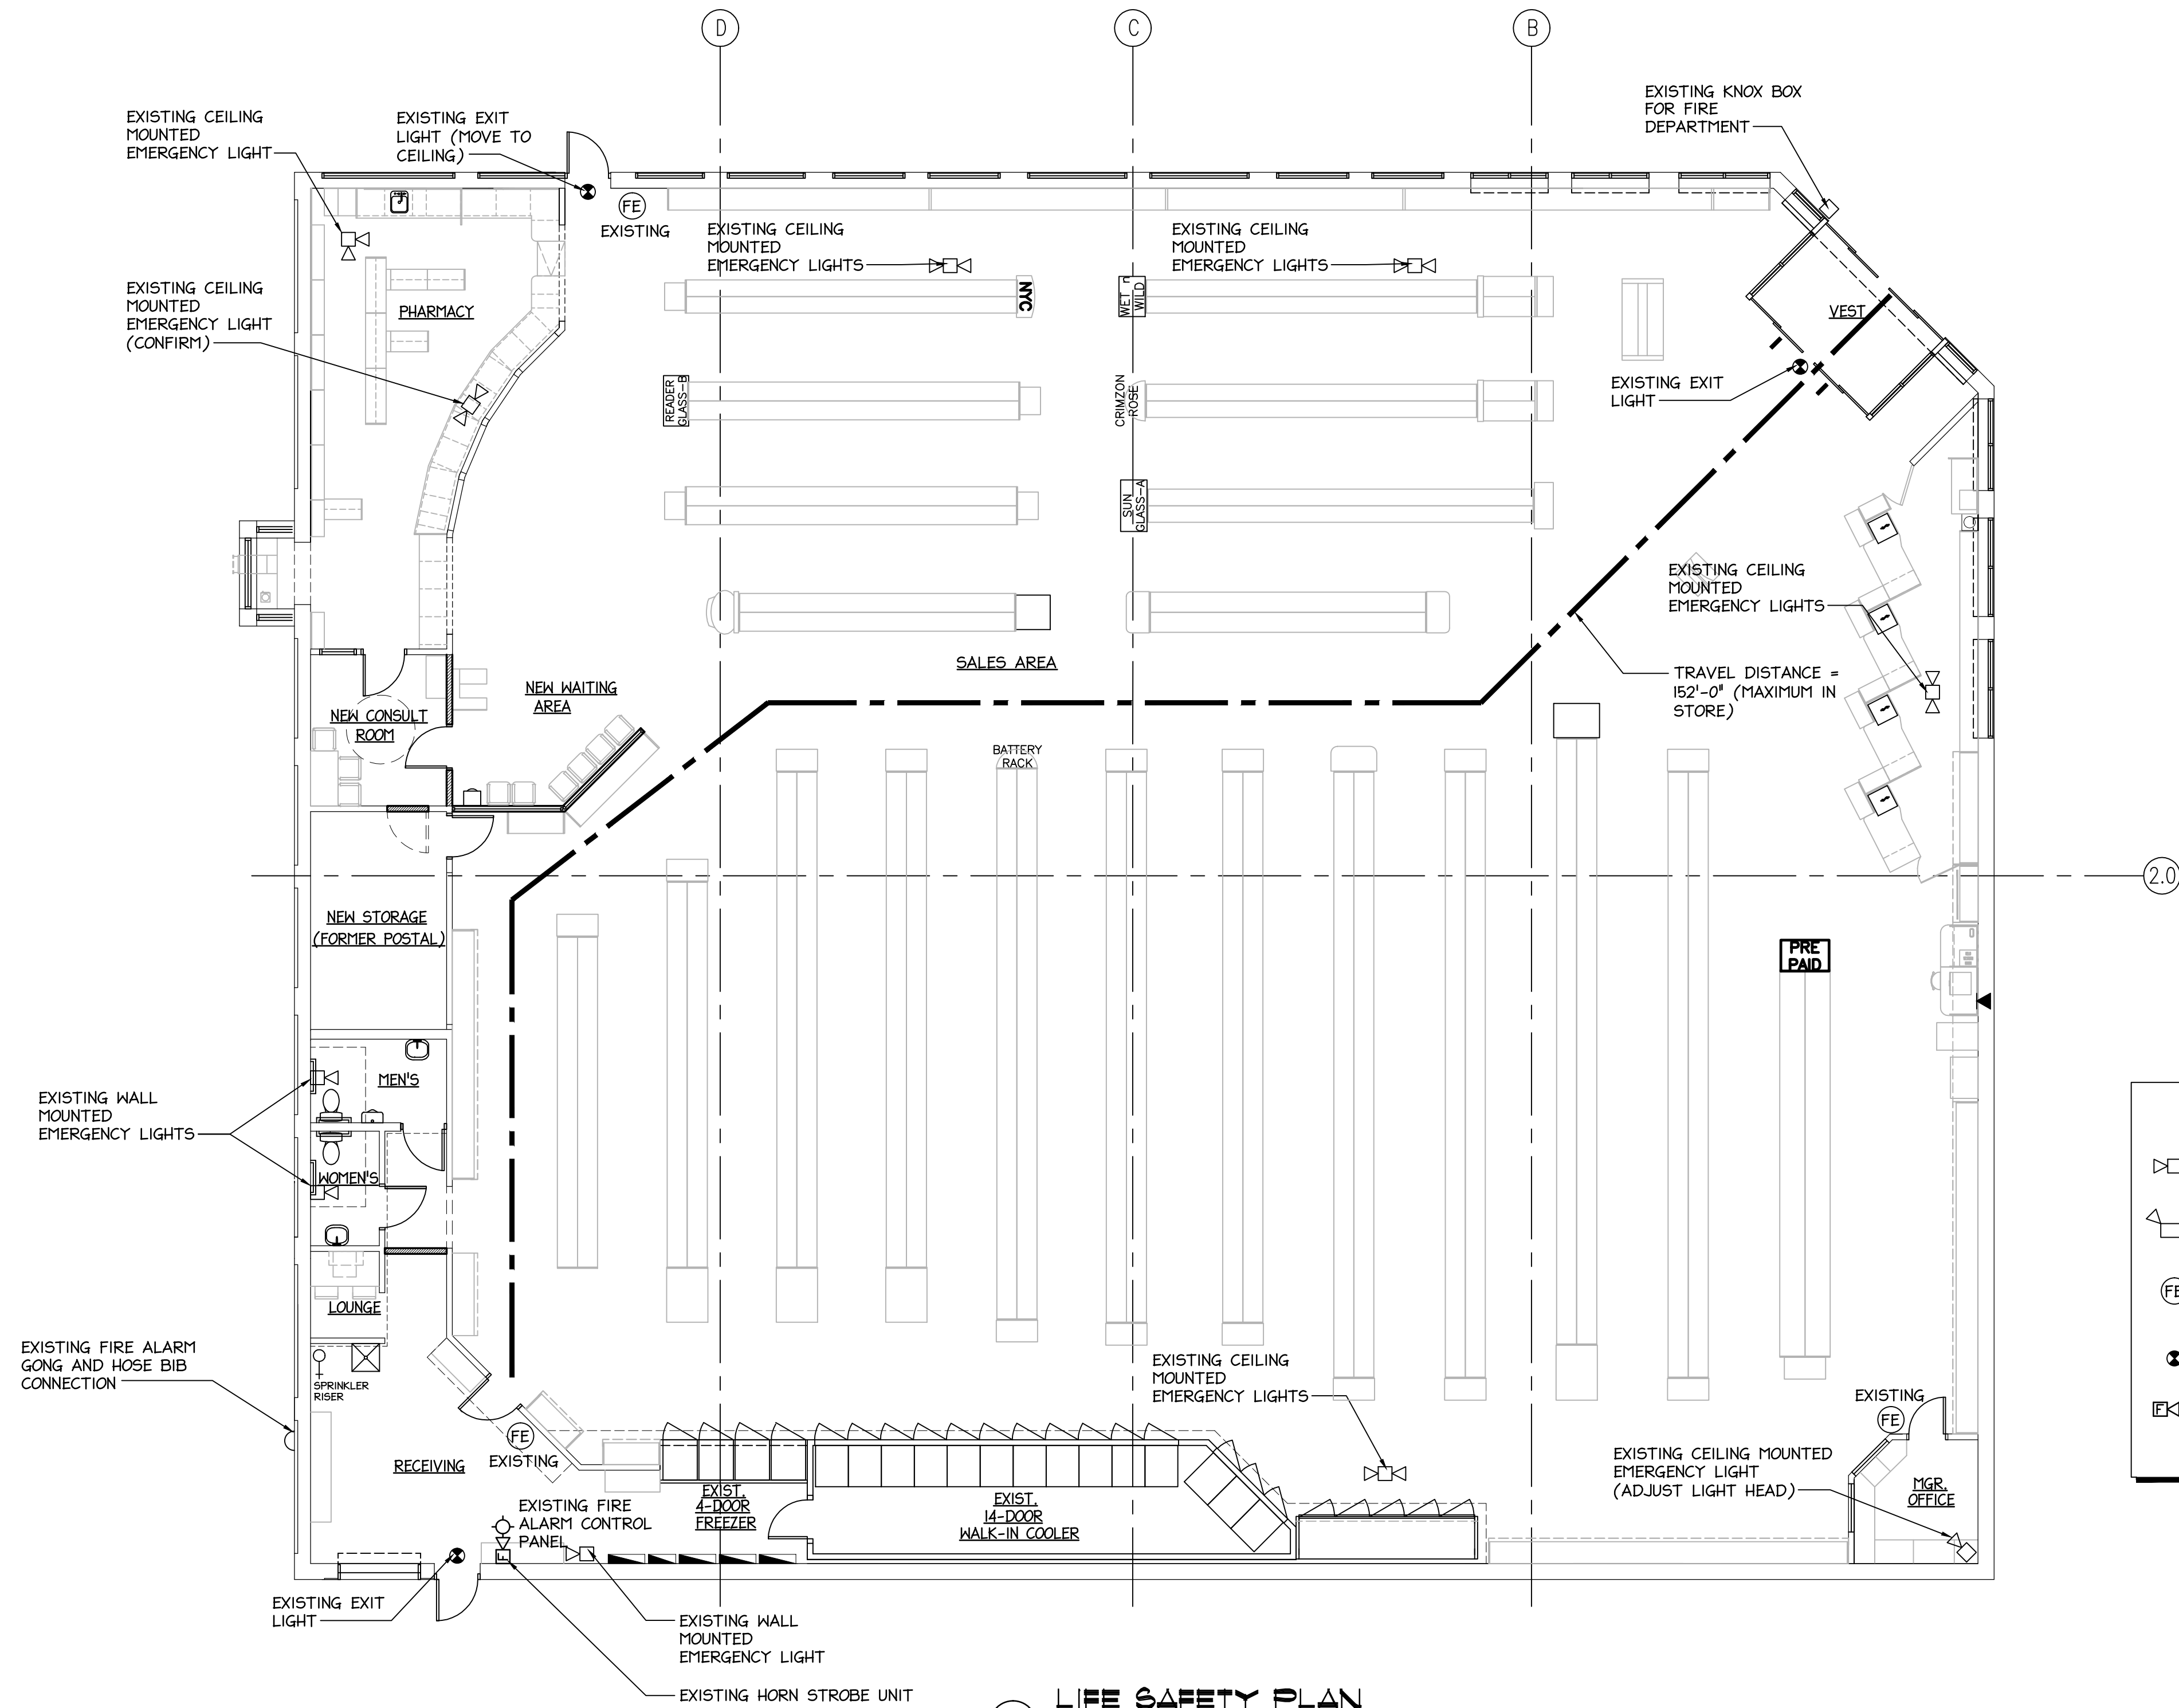 D
C
B
EXISTING KNOX BOX
FOR FIRE
DEPARTMENT
EXISTING CEILING
MOUNTED
EMERGENCY LIGHT
EXISTING EXIT
LIGHT (MOVE TO
CEILING)
FE
EXISTING
EXISTING CEILING
MOUNTED
EMERGENCY LIGHTS
EXISTING CEILING
MOUNTED
EMERGENCY LIGHTS
EXISTING CEILING
MOUNTED
EMERGENCY LIGHT
(CONFIRM)
PHARMACY
NYC
WET n
WILD
VEST
READER
GLASS-B
CRIMZON
ROSE
EXISTING EXIT
LIGHT
SUN
GLASS-A
EXISTING CEILING
MOUNTED
EMERGENCY LIGHTS
SALES AREA
TRAVEL DISTANCE =
152'-0" (MAXIMUM IN
STORE)
NEW WAITING
AREA
NEW CONSULT
ROOM
BATTERY
RACK
2.0
NEW STORAGE
(FORMER POSTAL)
PRE
PAID
MEN'S
EXISTING WALL
MOUNTED
EMERGENCY LIGHTS
WOMEN'S
FE
LOUNGE
EXISTING FIRE ALARM
GONG AND HOSE BIB
CONNECTION
SPRINKLER
RISER
EXISTING CEILING
MOUNTED
EMERGENCY LIGHTS
EXISTING
FE
F
FE
EXISTING
RECEIVING
EXISTING CEILING MOUNTED
EMERGENCY LIGHT
(ADJUST LIGHT HEAD)
MGR.
OFFICE
EXIST.
4-DOOR
FREEZER
EXIST.
14-DOOR
WALK-IN COOLER
EXISTING FIRE
ALARM CONTROL
PANEL
F
EXISTING EXIT
LIGHT
EXISTING WALL
MOUNTED
EMERGENCY LIGHT
EXISTING HORN STROBE UNIT
LIFE SAFETY PLAN